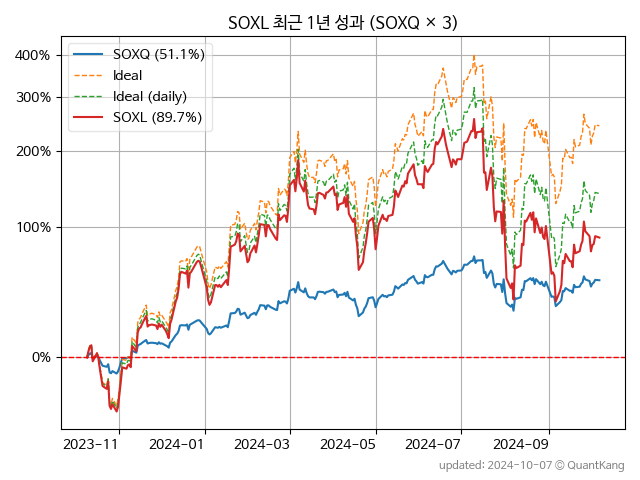 SOXL 최근 1년 성과 (SOXQ × 3)
SOXQ (51.1%)
Ideal
Ideal (daily)
SOXL (89.7%)
400%
300%
200%
100%
0%
2023-11 2024-01 2024-03 2024-05 2024-07 2024-09
updated: 2024-10-07 © QuantKang